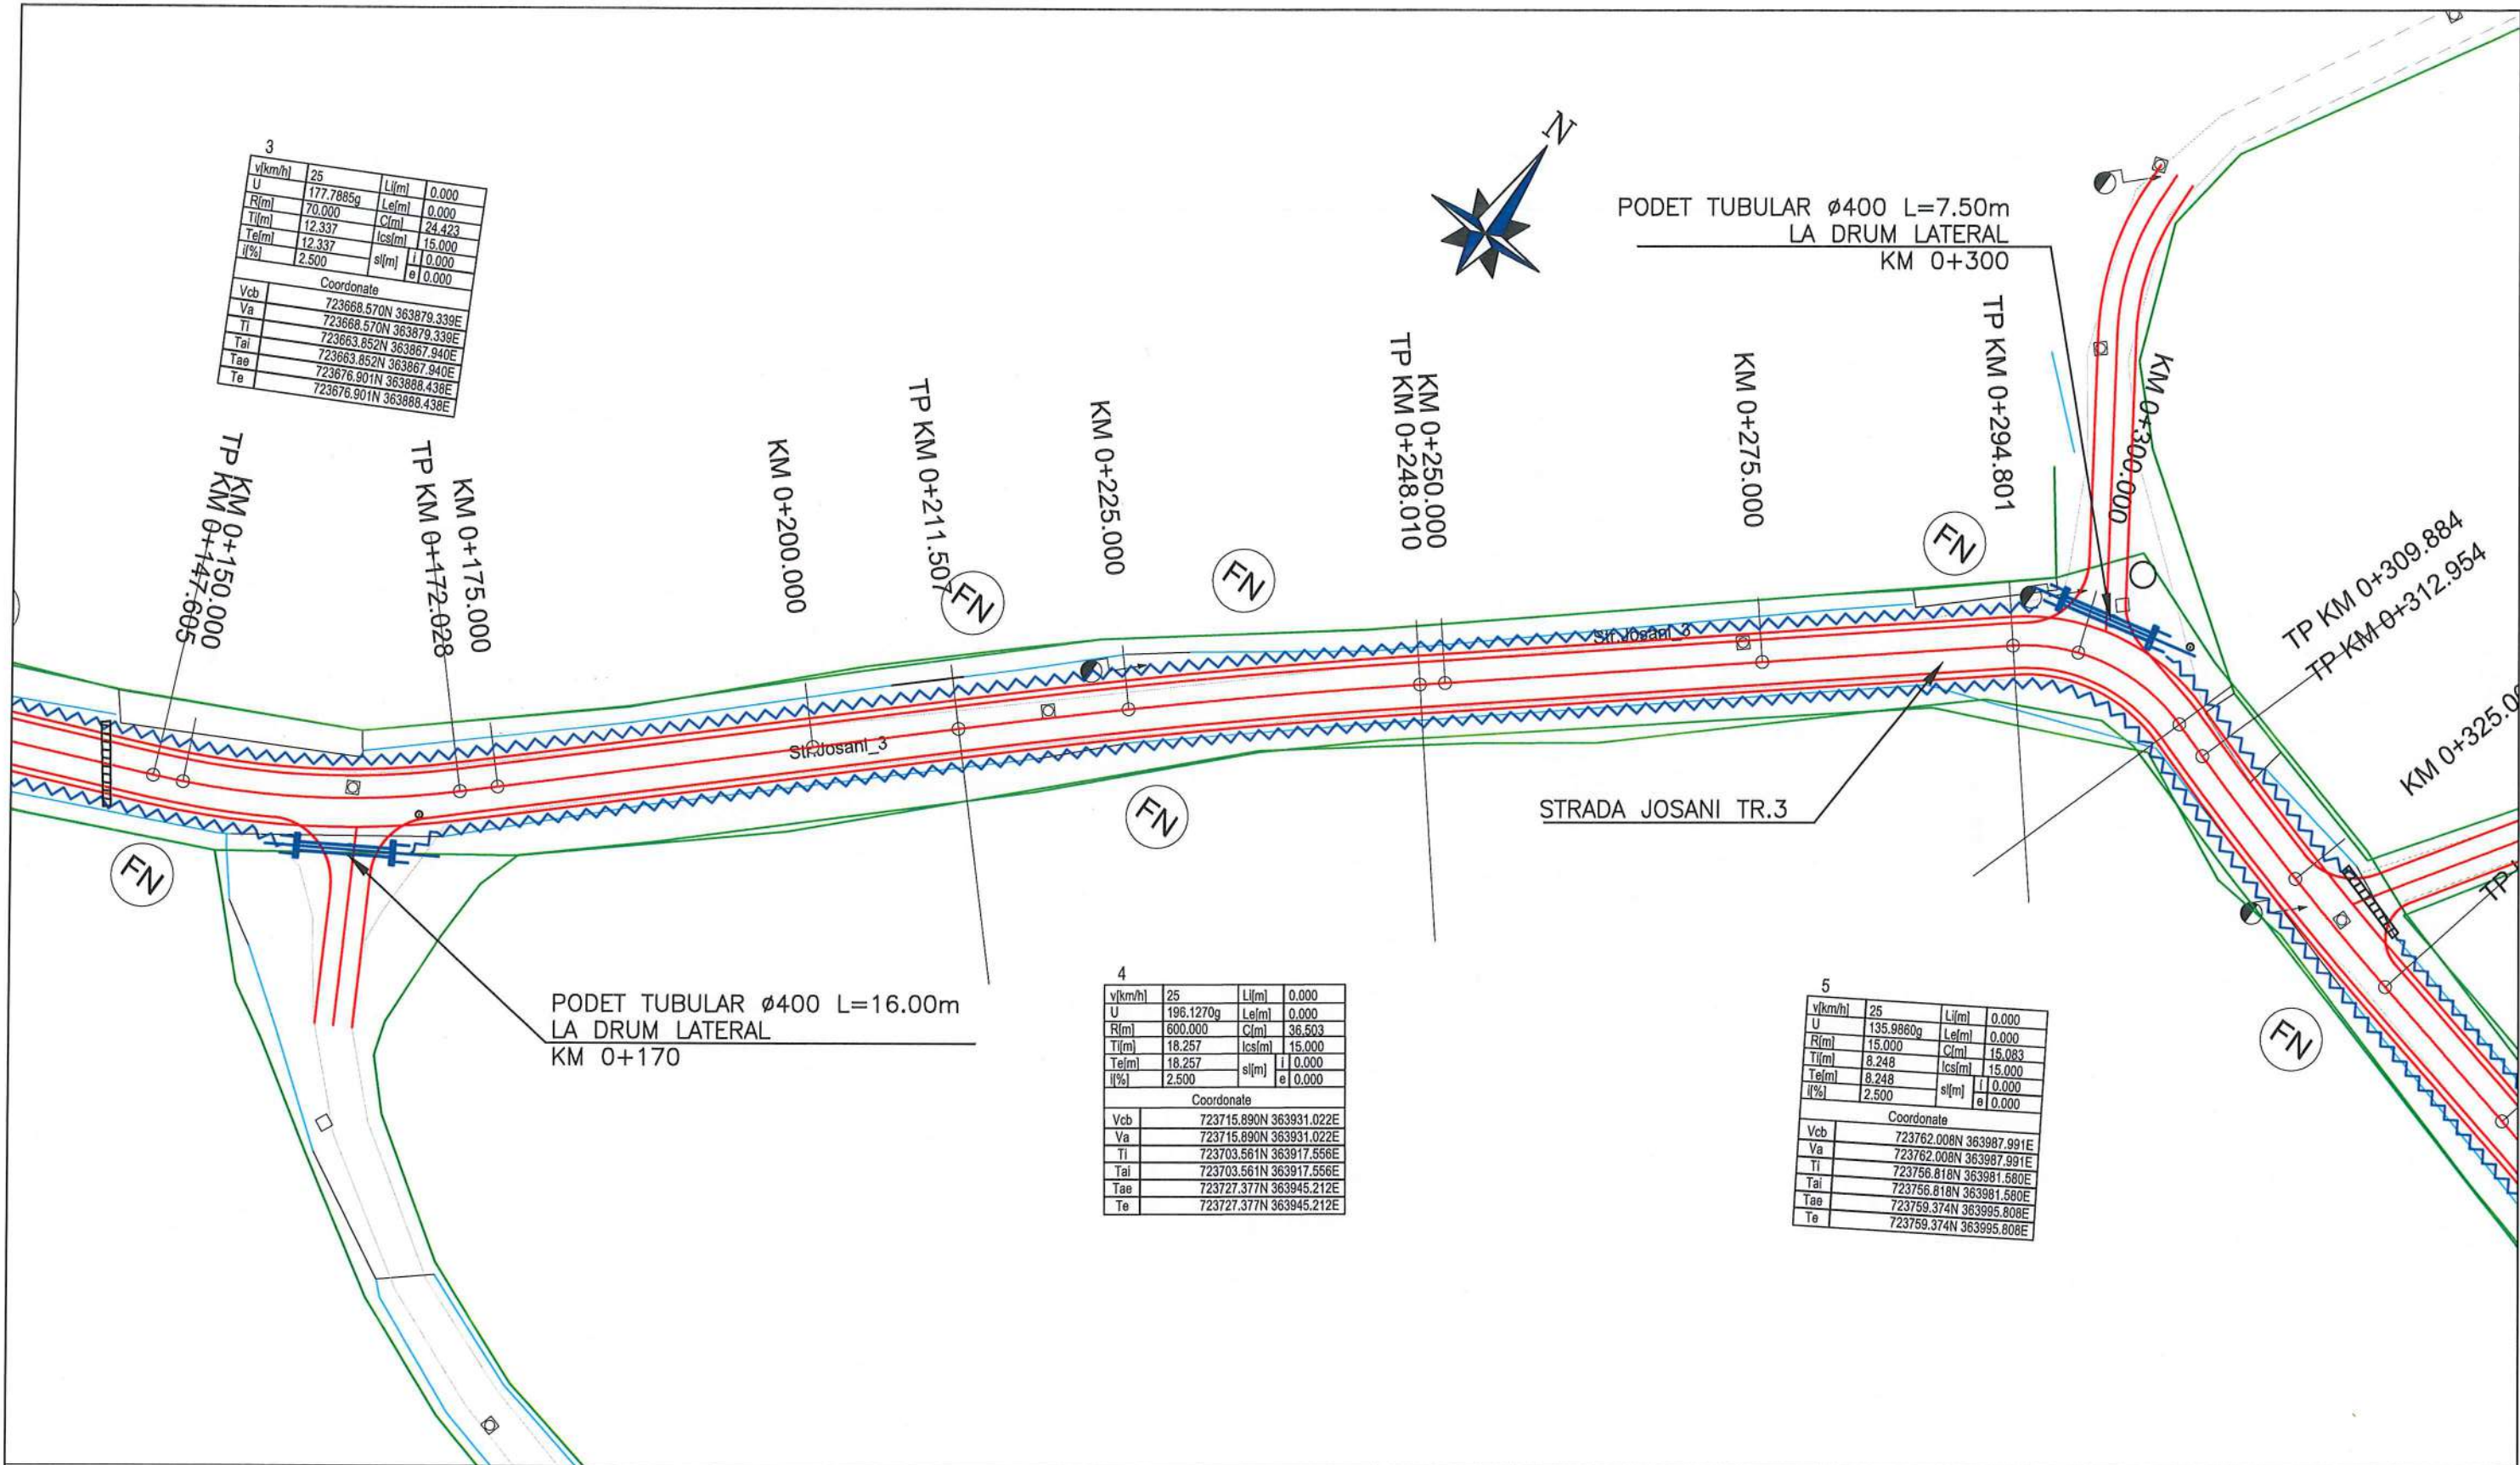 3
v[km/h] 25 Li[m] 0.000
U 177.7885g Le[m] 0.000
R[m] 70.000 C[m] 24.423
Ti[m] 12.337 lcs[m] 15.000
Te[m] 12.337 sl[m] i 0.000
i[%] 2.500 e 0.000
Coordonate
Vcb 723668.570N 363879.339E
Va 723668.570N 363879.339E
Ti 723663.852N 363867.940E
Tai 723663.852N 363867.940E
Tae 723676.901N 363888.438E
Te 723676.901N 363888.438E
N
PODET TUBULAR ø400 L=7.50m
LA DRUM LATERAL
KM 0+300
TP KM 0+147.605
KM 0+150.000
TP KM 0+172.028
KM 0+175.000
KM 0+200.000
TP KM 0+211.507
KM 0+225.000
TP KM 0+248.010
KM 0+250.000
KM 0+275.000
TP KM 0+294.801
KM 0+300.000
TP KM 0+309.884
TP KM 0+312.954
KM 0+325.0
TP
FN
FN
FN
FN
FN
FN
Str.Josani_3
Str.Josani_3
STRADA JOSANI TR.3
PODET TUBULAR ø400 L=16.00m
LA DRUM LATERAL
KM 0+170
4
v[km/h] 25 Li[m] 0.000
U 196.1270g Le[m] 0.000
R[m] 600.000 C[m] 36.503
Ti[m] 18.257 lcs[m] 15.000
Te[m] 18.257 sl[m] i 0.000
i[%] 2.500 e 0.000
Coordonate
Vcb 723715.890N 363931.022E
Va 723715.890N 363931.022E
Ti 723703.561N 363917.556E
Tai 723703.561N 363917.556E
Tae 723727.377N 363945.212E
Te 723727.377N 363945.212E
5
v[km/h] 25 Li[m] 0.000
U 135.9860g Le[m] 0.000
R[m] 15.000 C[m] 15.083
Ti[m] 8.248 lcs[m] 15.000
Te[m] 8.248 sl[m] i 0.000
i[%] 2.500 e 0.000
Coordonate
Vcb 723762.008N 363987.991E
Va 723762.008N 363987.991E
Ti 723756.818N 363981.580E
Tai 723756.818N 363981.580E
Tae 723759.374N 363995.808E
Te 723759.374N 363995.808E